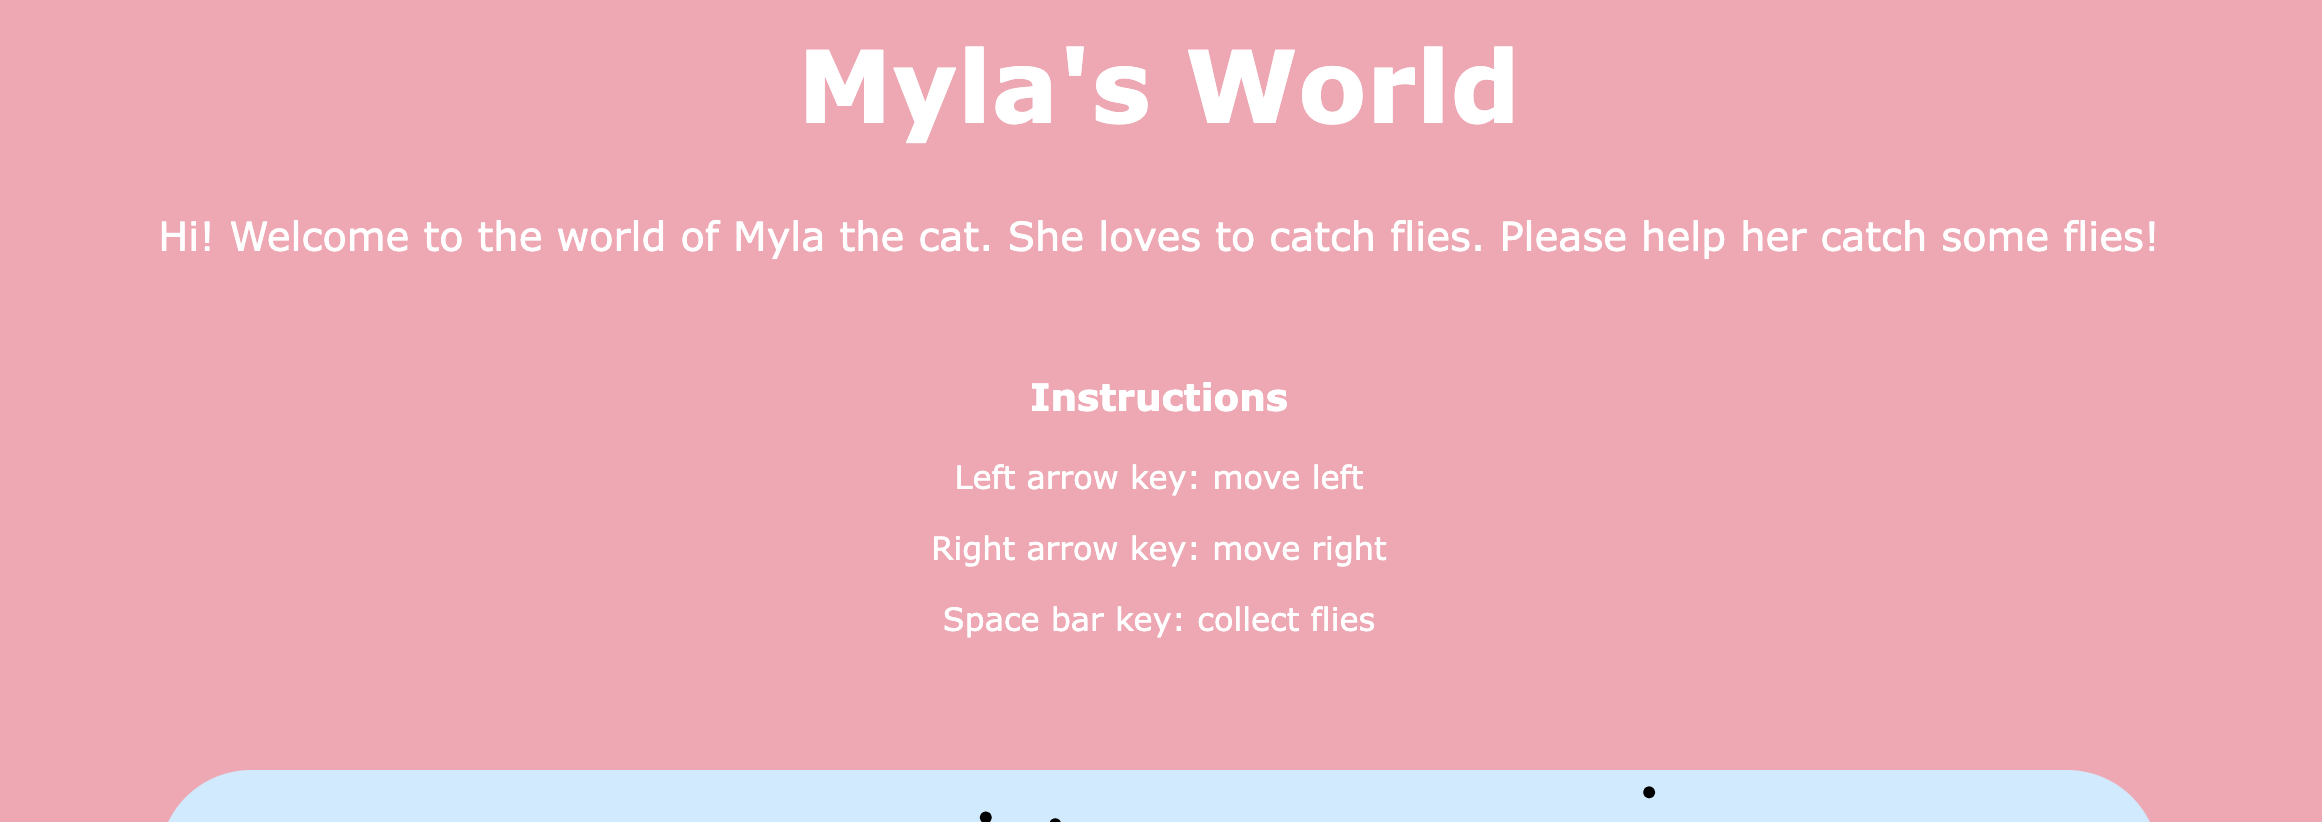 Myla's World
Hi! Welcome to the world of Myla the cat. She loves to catch flies. Please help her catch some flies!
Instructions
Left arrow key: move left
Right arrow key: move right
Space bar key: collect flies